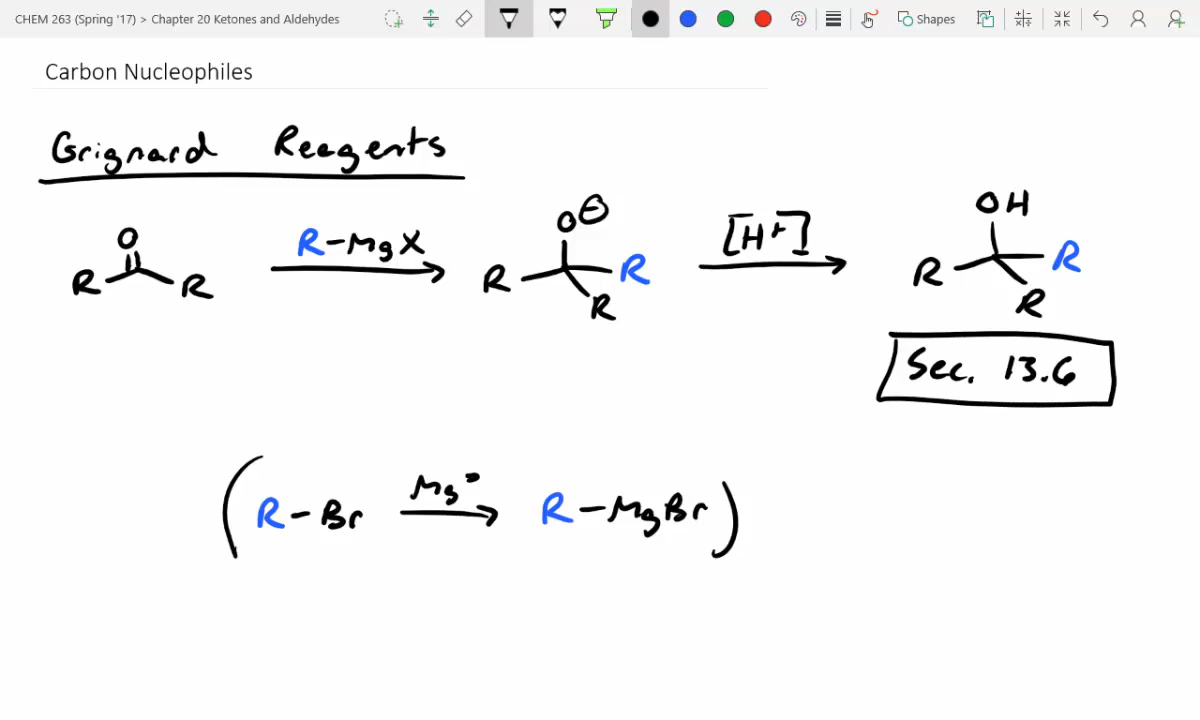 CHEM 263 (Spring '17) > Chapter 20 Ketones and Aldehydes
Shapes
Carbon Nucleophiles
Grignard Reagents
O
R R
R-MgX
O⊖
R R
R
[H+]
OH
R R
R
Sec. 13.6
(R-Br Mg° R-MgBr)